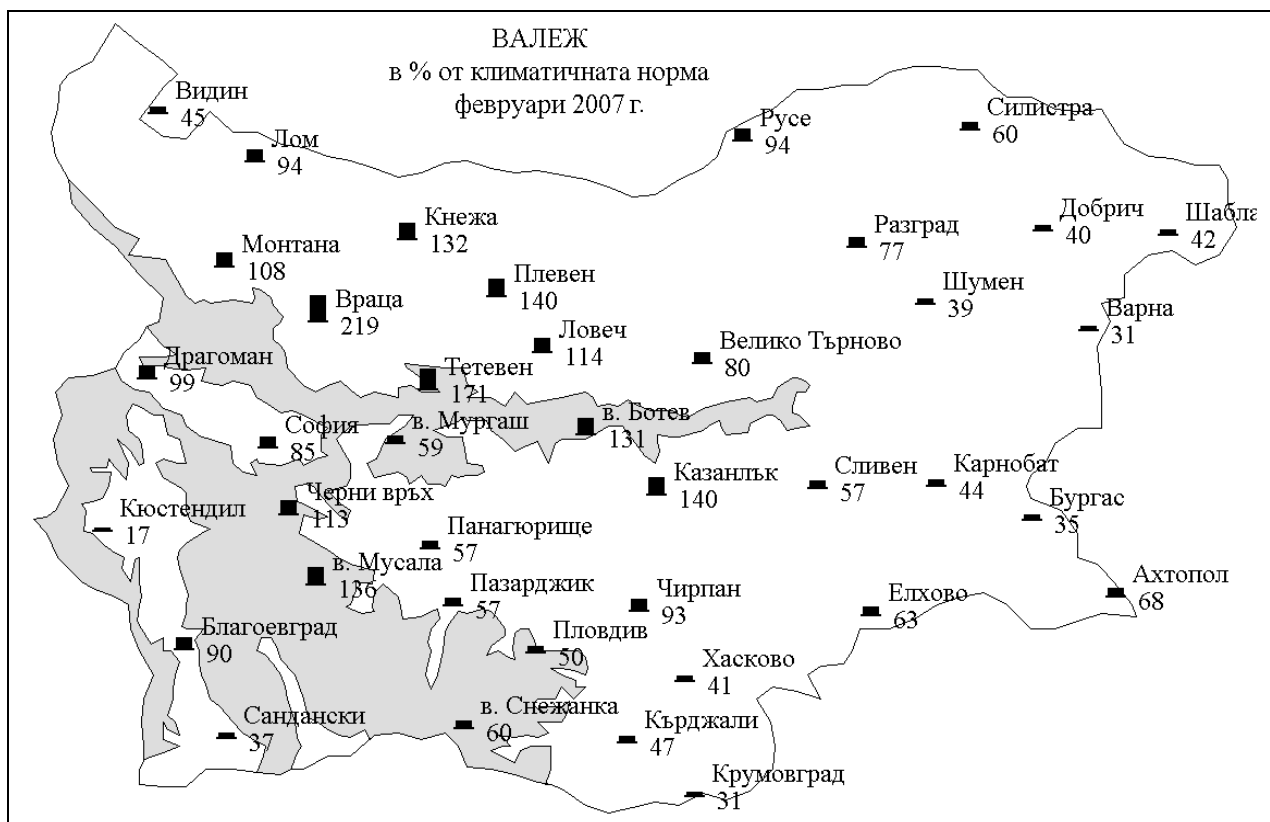 ВАЛЕЖ
в % от климатичната норма
февруари 2007 г.
Видин
45
Лом
94
Русе
94
Силистра
60
Кнежа
132
Монтана
108
Разград
77
Добрич
40
Шабла
42
Плевен
140
Враца
219
Шумен
39
Варна
31
Ловеч
114
Велико Търново
80
Драгоман
99
Тетевен
171
София
85
в. Мургаш
59
в. Ботев
131
Казанлък
140
Сливен
57
Карнобат
44
Бургас
35
Кюстендил
17
Черни връх
113
Панагюрище
57
в. Мусала
136
Пазарджик
57
Чирпан
93
Елхово
63
Ахтопол
68
Благоевград
90
Пловдив
50
Хасково
41
Сандански
37
в. Снежанка
60
Кърджали
47
Крумовград
31